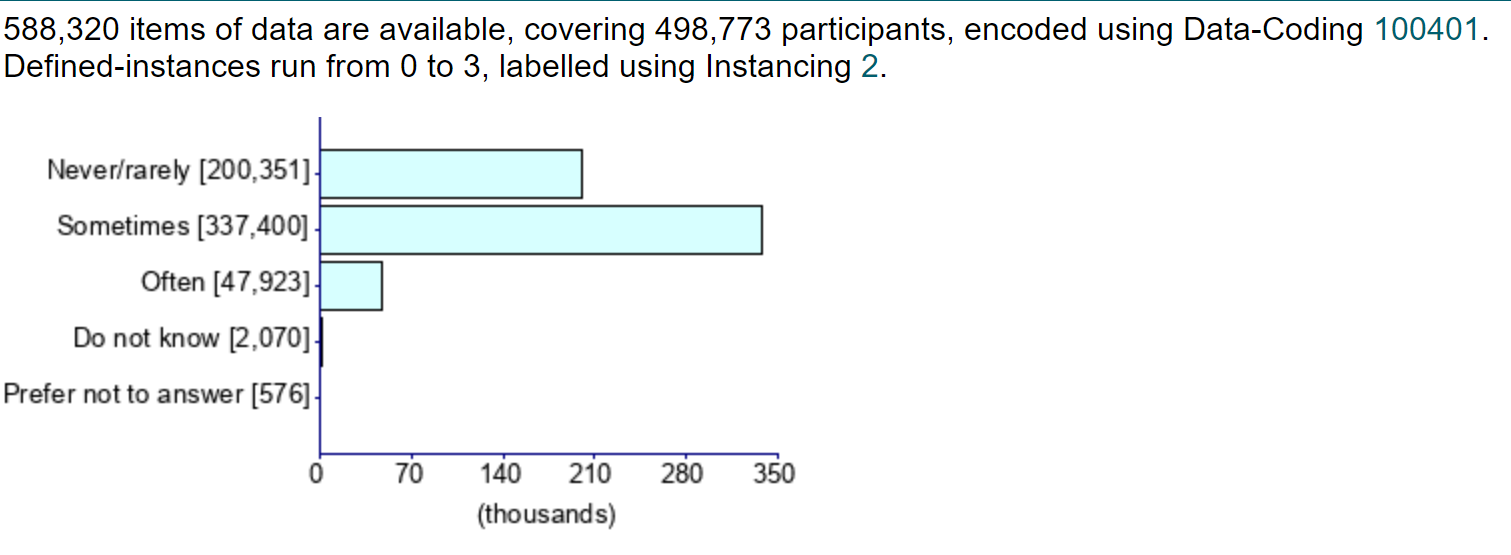 588,320 items of data are available, covering 498,773 participants, encoded using Data-Coding 100401.
Defined-instances run from 0 to 3, labelled using Instancing 2.
Never/rarely [200,351]
Sometimes [337,400]
Often [47,923]
Do not know [2,070]
Prefer not to answer [576]
0 70 140 210 280 350
(thousands)